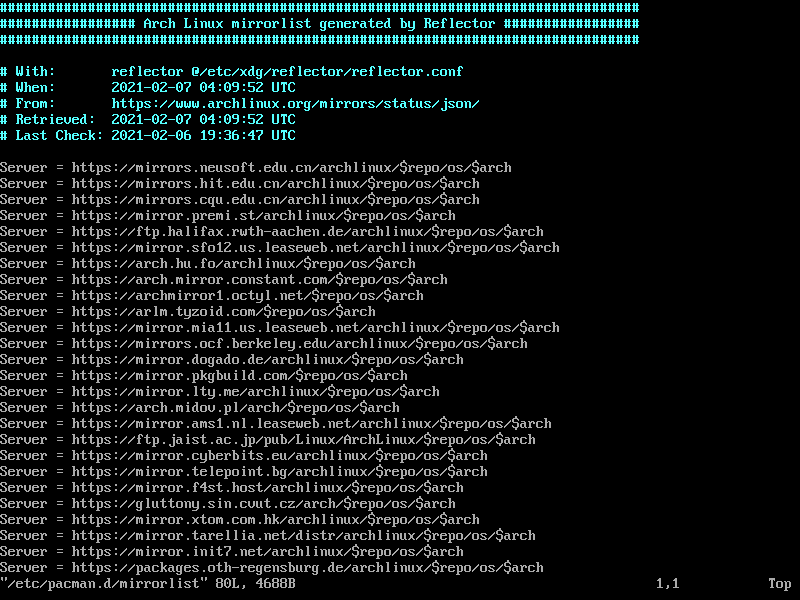 ################################################################################
################# Arch Linux mirrorlist generated by Reflector #################
################################################################################
# With:       reflector @/etc/xdg/reflector/reflector.conf
# When:       2021-02-07 04:09:52 UTC
# From:       https://www.archlinux.org/mirrors/status/json/
# Retrieved:  2021-02-07 04:09:52 UTC
# Last Check: 2021-02-06 19:36:47 UTC
Server = https://mirrors.neusoft.edu.cn/archlinux/$repo/os/$arch
Server = https://mirrors.hit.edu.cn/archlinux/$repo/os/$arch
Server = https://mirrors.cqu.edu.cn/archlinux/$repo/os/$arch
Server = https://mirror.premi.st/archlinux/$repo/os/$arch
Server = https://ftp.halifax.rwth-aachen.de/archlinux/$repo/os/$arch
Server = https://mirror.sfo12.us.leaseweb.net/archlinux/$repo/os/$arch
Server = https://arch.hu.fo/archlinux/$repo/os/$arch
Server = https://arch.mirror.constant.com/$repo/os/$arch
Server = https://archmirror1.octyl.net/$repo/os/$arch
Server = https://arlm.tyzoid.com/$repo/os/$arch
Server = https://mirror.mia11.us.leaseweb.net/archlinux/$repo/os/$arch
Server = https://mirrors.ocf.berkeley.edu/archlinux/$repo/os/$arch
Server = https://mirror.dogado.de/archlinux/$repo/os/$arch
Server = https://mirror.pkgbuild.com/$repo/os/$arch
Server = https://mirror.lty.me/archlinux/$repo/os/$arch
Server = https://arch.midov.pl/arch/$repo/os/$arch
Server = https://mirror.ams1.nl.leaseweb.net/archlinux/$repo/os/$arch
Server = https://ftp.jaist.ac.jp/pub/Linux/ArchLinux/$repo/os/$arch
Server = https://mirror.cyberbits.eu/archlinux/$repo/os/$arch
Server = https://mirror.telepoint.bg/archlinux/$repo/os/$arch
Server = https://mirror.f4st.host/archlinux/$repo/os/$arch
Server = https://gluttony.sin.cvut.cz/arch/$repo/os/$arch
Server = https://mirror.xtom.com.hk/archlinux/$repo/os/$arch
Server = https://mirror.tarellia.net/distr/archlinux/$repo/os/$arch
Server = https://mirror.init7.net/archlinux/$repo/os/$arch
Server = https://packages.oth-regensburg.de/archlinux/$repo/os/$arch
"/etc/pacman.d/mirrorlist" 80L, 4688B 1,1 Top